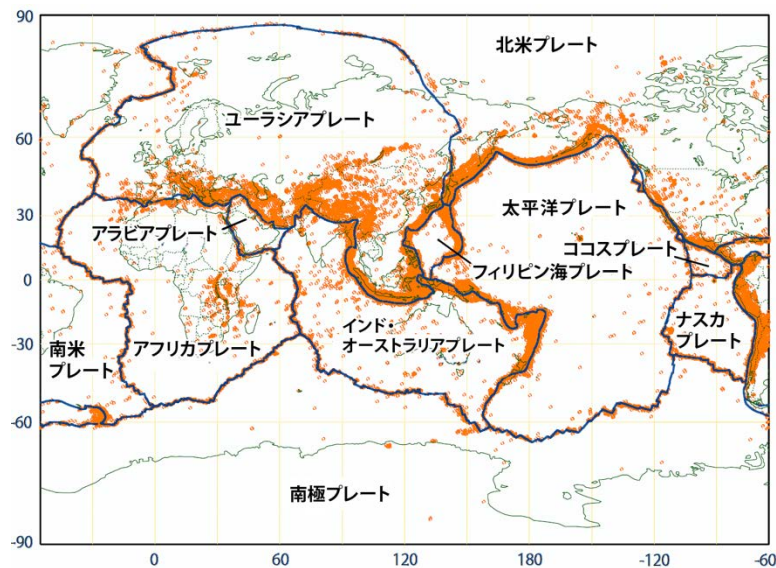 90
北米プレート
ユーラシアプレート
60
太平洋プレート
30
アラビアプレート
ココスプレート
フィリピン海プレート
0
インド・
オーストラリアプレート
ナスカ
プレート
-30
南米
プレート
アフリカプレート
-60
南極プレート
-90
0
60
120
180
-120
-60